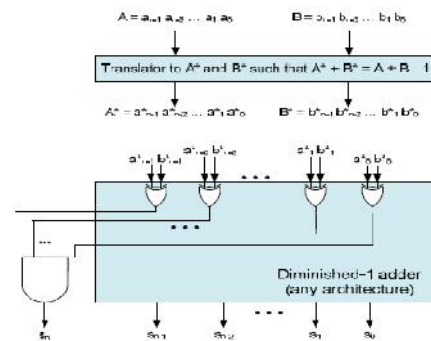 A = aₙ₋₁ aₙ₋₂ ... a₁ a₀ B = bₙ₋₁ bₙ₋₂ ... b₁ b₀
Translator to A* and B* such that A* + B* = A + B - 1
A* = a*ₙ₋₁ a*ₙ₋₂ ... a*₁ a*₀ B* = b*ₙ₋₁ b*ₙ₋₂ ... b*₁ b*₀
a*ₙ₋₁ b*ₙ₋₁ a*ₙ₋₂ b*ₙ₋₂ • • • a*₁ b*₁ a*₀ b*₀
• • •
...
Diminished-1 adder
(any architecture)
• • •
sₙ sₙ₋₁ sₙ₋₂ s₁ s₀